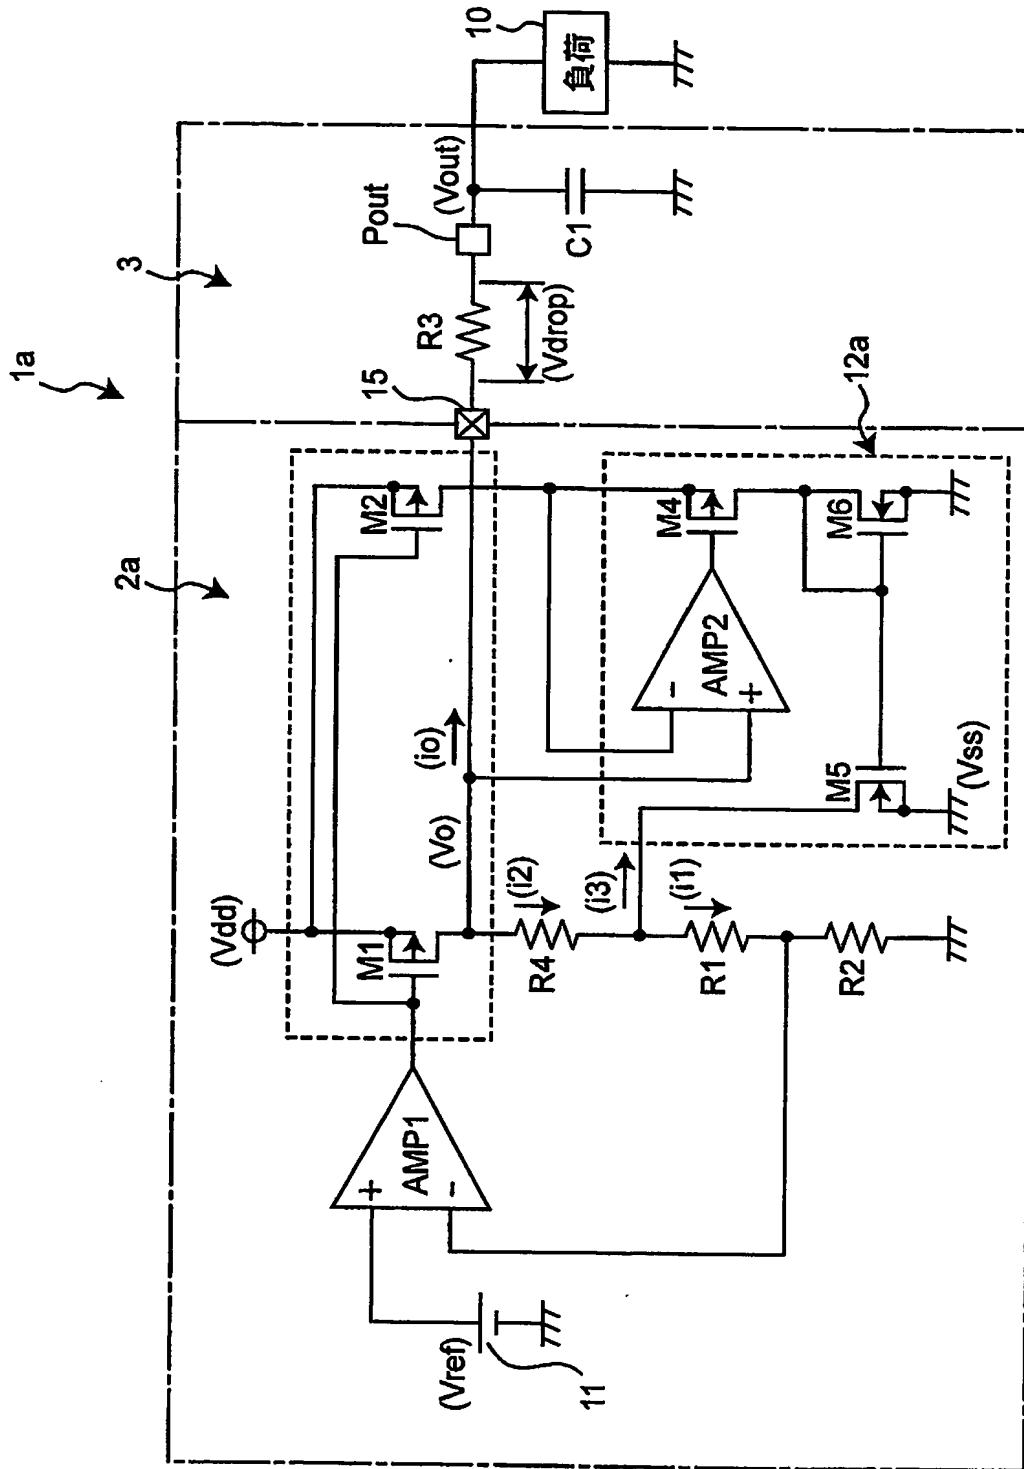 1a
2a
3
(Vdd)
M1
M2
15
R3
(Vdrop)
Pout
(Vout)
C1
10
負荷
AMP1
+
-
(Vref)
11
(Vo)
(io)
R4
(i2)
(i3)
R1
(i1)
R2
AMP2
-
+
M4
M5
M6
(Vss)
12a